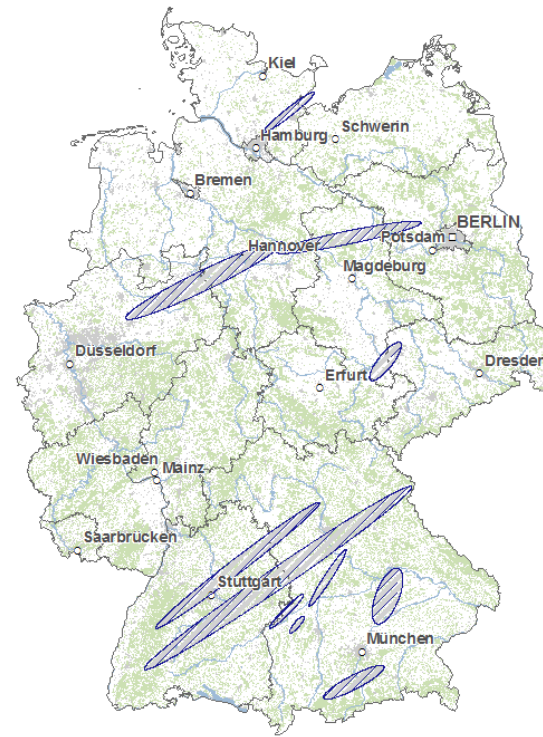 Kiel
Hamburg
Schwerin
Bremen
Hannover
BERLIN
Potsdam
Magdeburg
Düsseldorf
Erfurt
Dresden
Wiesbaden
Mainz
Saarbrücken
Stuttgart
München